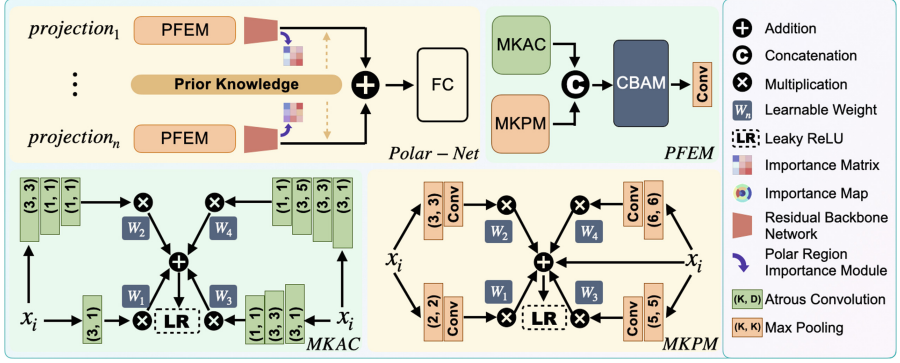 projection₁
PFEM
Prior Knowledge
projectionₙ
PFEM
FC
Polar – Net
MKAC
MKPM
C
CBAM
Conv
PFEM
Addition
C
Concatenation
Multiplication
Wₙ
Learnable Weight
LR
Leaky ReLU
Importance Matrix
Importance Map
Residual Backbone
Network
Polar Region
Importance Module
(K, D)
Atrous Convolution
(K, K)
Max Pooling
(3, 3)
(1, 1)
(1, 1)
W₂
W₄
(1, 1)
(3, 5)
(3, 3)
(3, 1)
xᵢ
(3, 1)
W₁
LR
W₃
(1, 1)
(3, 3)
(3, 1)
xᵢ
MKAC
(3, 3)
Conv
W₂
W₄
Conv
(6, 6)
xᵢ
xᵢ
(2, 2)
Conv
W₁
LR
W₃
Conv
(5, 5)
MKPM